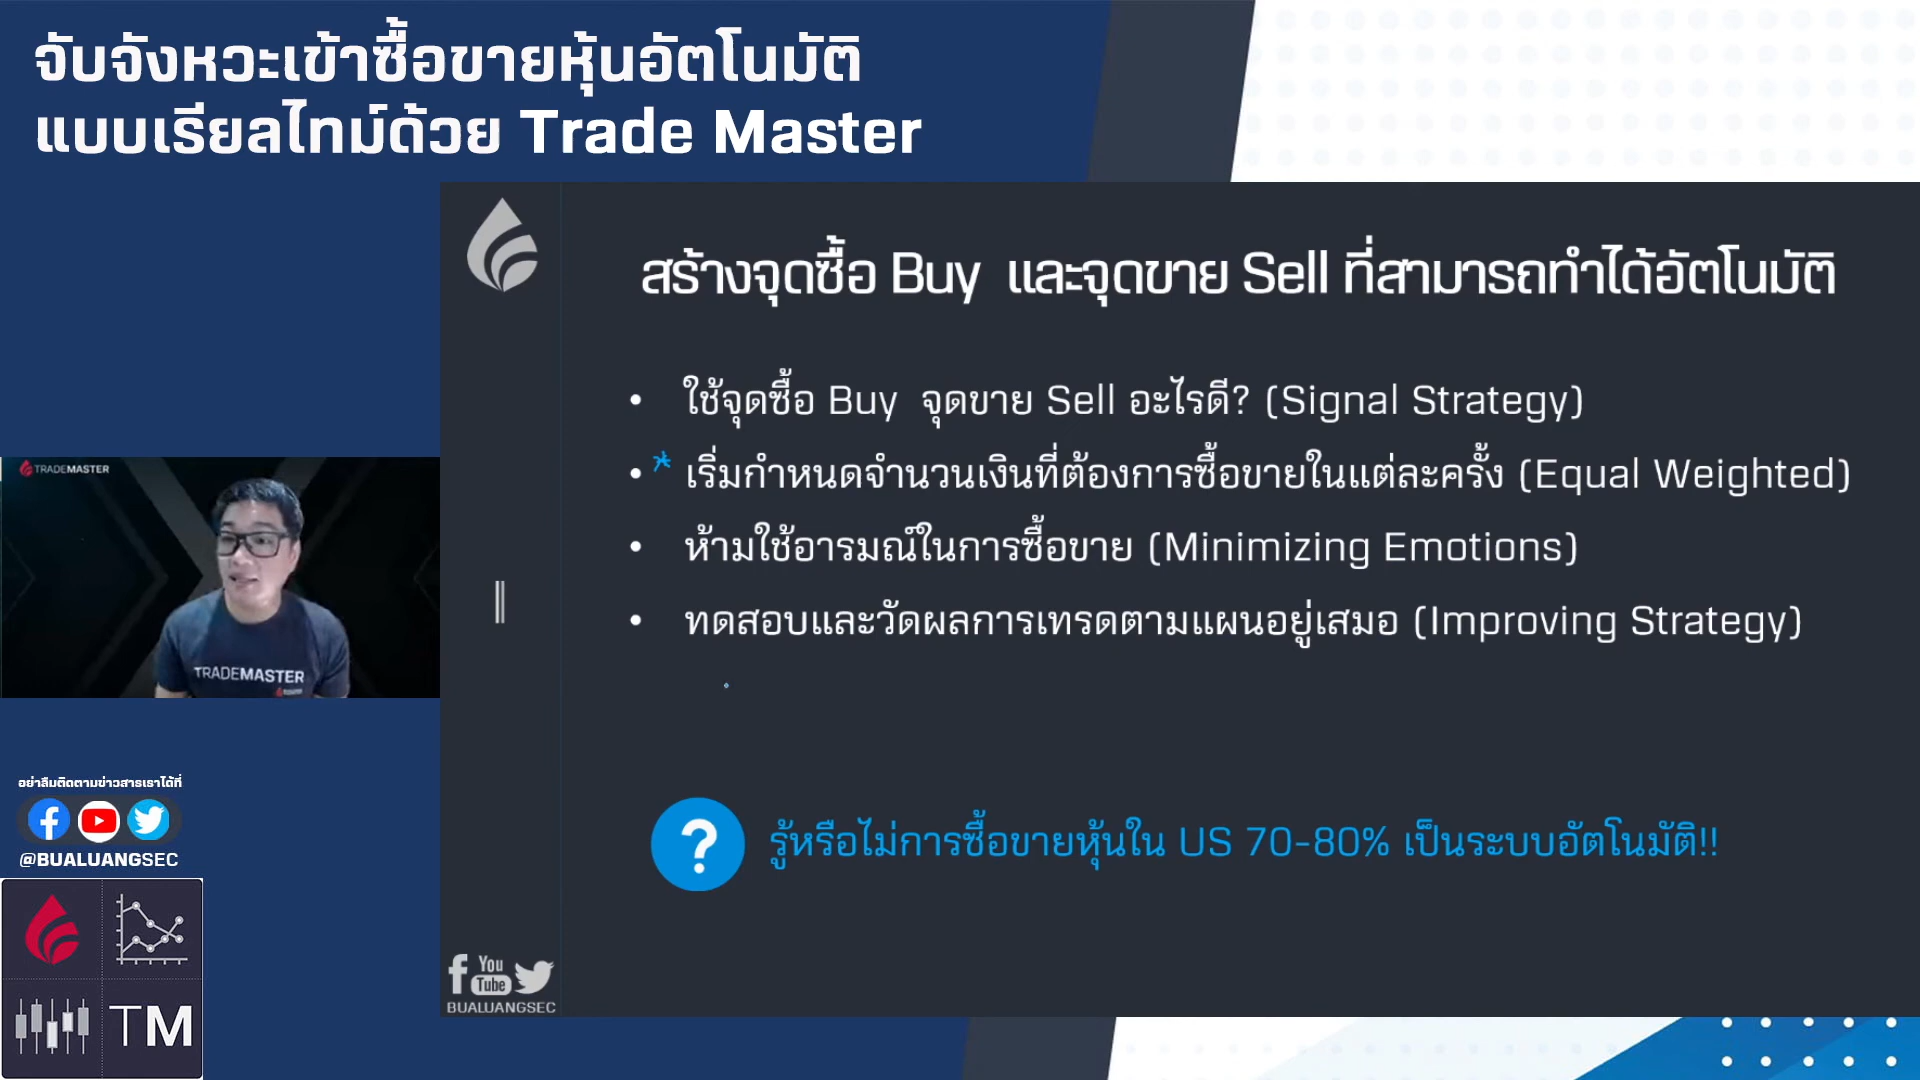 จับจังหวะเข้าซื้อขายหุ้นอัตโนมัติ
แบบเรียลไทม์ด้วย Trade Master
สร้างจุดซื้อ Buy และจุดขาย Sell ที่สามารถทำได้อัตโนมัติ
• ใช้จุดซื้อ Buy จุดขาย Sell อะไรดี? (Signal Strategy)
• * เริ่มกำหนดจำนวนเงินที่ต้องการซื้อขายในแต่ละครั้ง (Equal Weighted)
• ห้ามใช้อารมณ์ในการซื้อขาย (Minimizing Emotions)
• ทดสอบและวัดผลการเทรดตามแผนอยู่เสมอ (Improving Strategy)
? รู้หรือไม่การซื้อขายหุ้นใน US 70-80% เป็นระบบอัตโนมัติ!!
TRADEMASTER
TRADEMASTER
อย่าลืมติดตามข่าวสารเราได้ที่
@BUALUANGSEC
TM
You
Tube
BUALUANGSEC